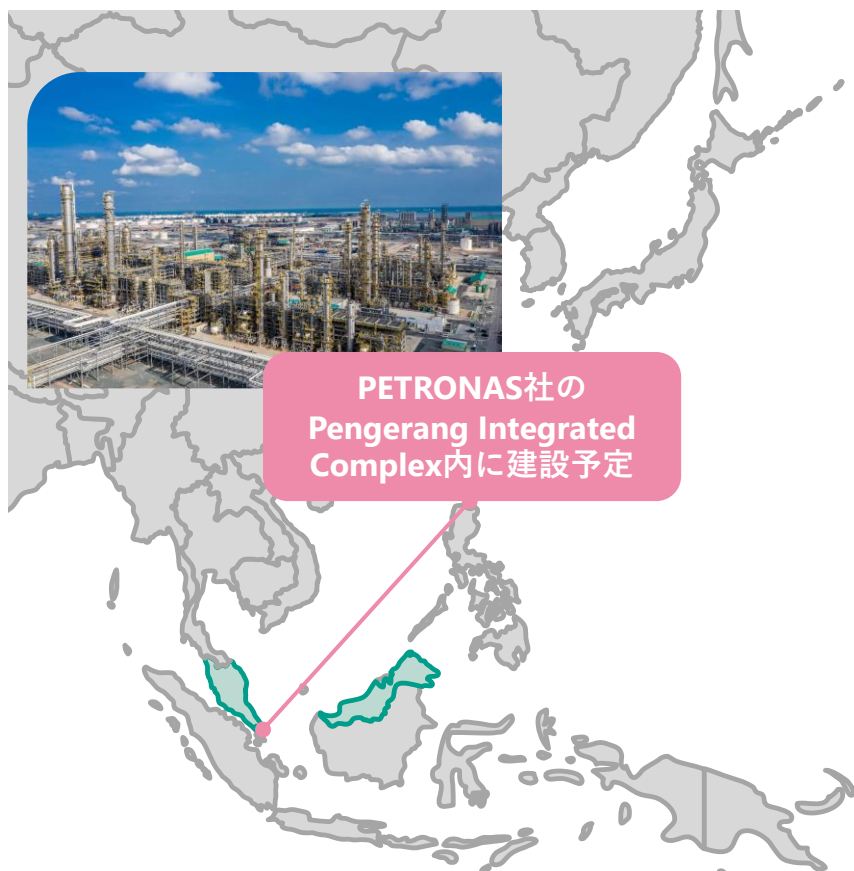 PETRONAS社の
Pengerang Integrated
Complex内に建設予定